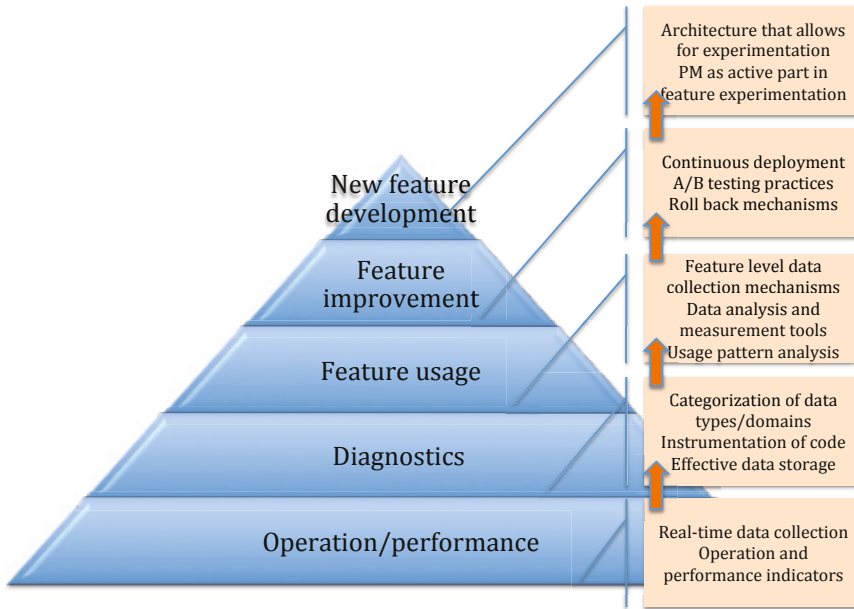 Architecture that allows
for experimentation
PM as active part in
feature experimentation
New feature
development
Continuous deployment
A/B testing practices
Roll back mechanisms
Feature
improvement
Feature level data
collection mechanisms
Data analysis and
measurement tools
Usage pattern analysis
Feature usage
Categorization of data
types/domains
Instrumentation of code
Effective data storage
Diagnostics
Real-time data collection
Operation and
performance indicators
Operation/performance